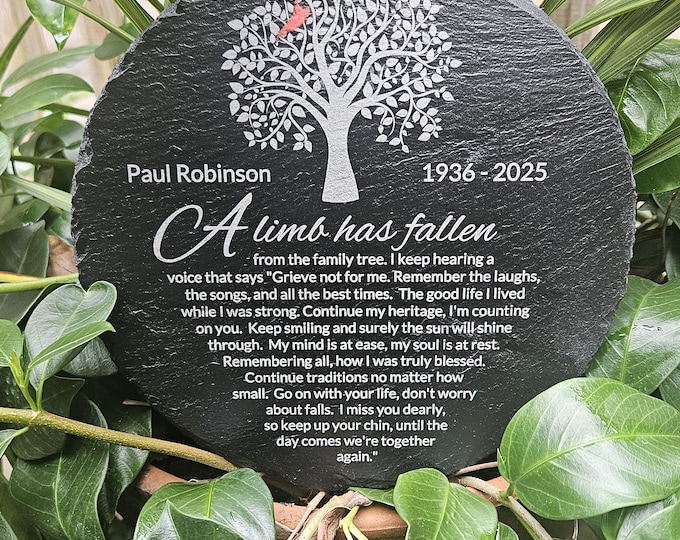 Paul Robinson 1936 - 2025
A limb has fallen
from the family tree. I keep hearing a
voice that says "Grieve not for me. Remember the laughs,
the songs, and all the best times. The good life I lived
while I was strong. Continue my heritage, I'm counting
on you. Keep smiling and surely the sun will shine
through. My mind is at ease, my soul is at rest.
Remembering all, how I was truly blessed.
Continue traditions no matter how
small. Go on with your life, don't worry
about falls. I miss you dearly,
so keep up your chin, until the
day comes we're together
again."